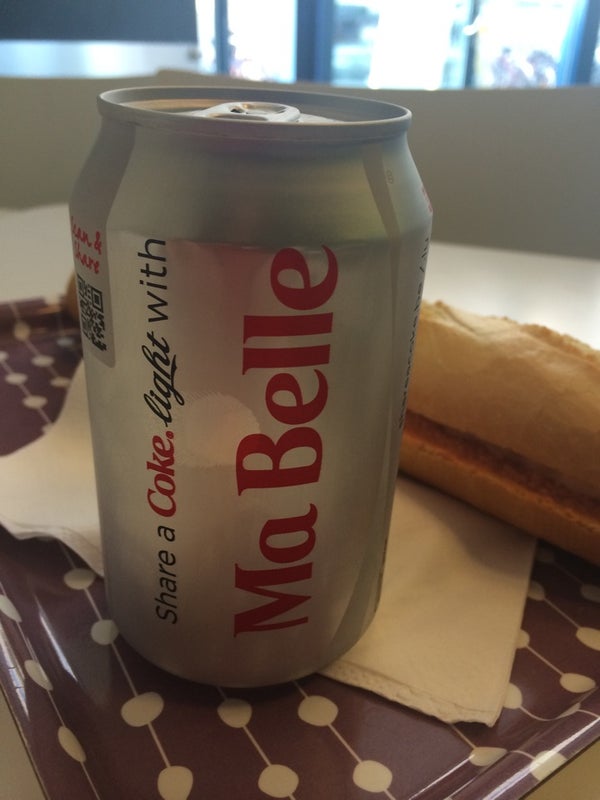 Scan &
Share
Share a Coke. light with
Ma Belle